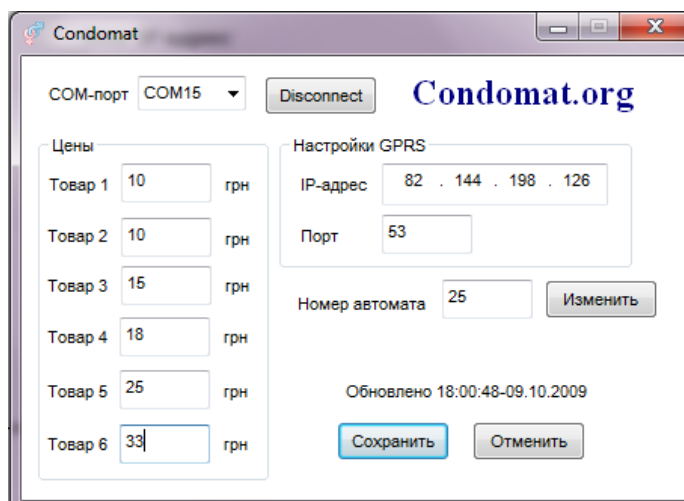 Condomat
COM-порт COM15 Disconnect Condomat.org
Цены
Товар 1 10 грн
Товар 2 10 грн
Товар 3 15 грн
Товар 4 18 грн
Товар 5 25 грн
Товар 6 33 грн
Настройки GPRS
IP-адрес 82 . 144 . 198 . 126
Порт 53
Номер автомата 25 Изменить
Обновлено 18:00:48-09.10.2009
Сохранить Отменить